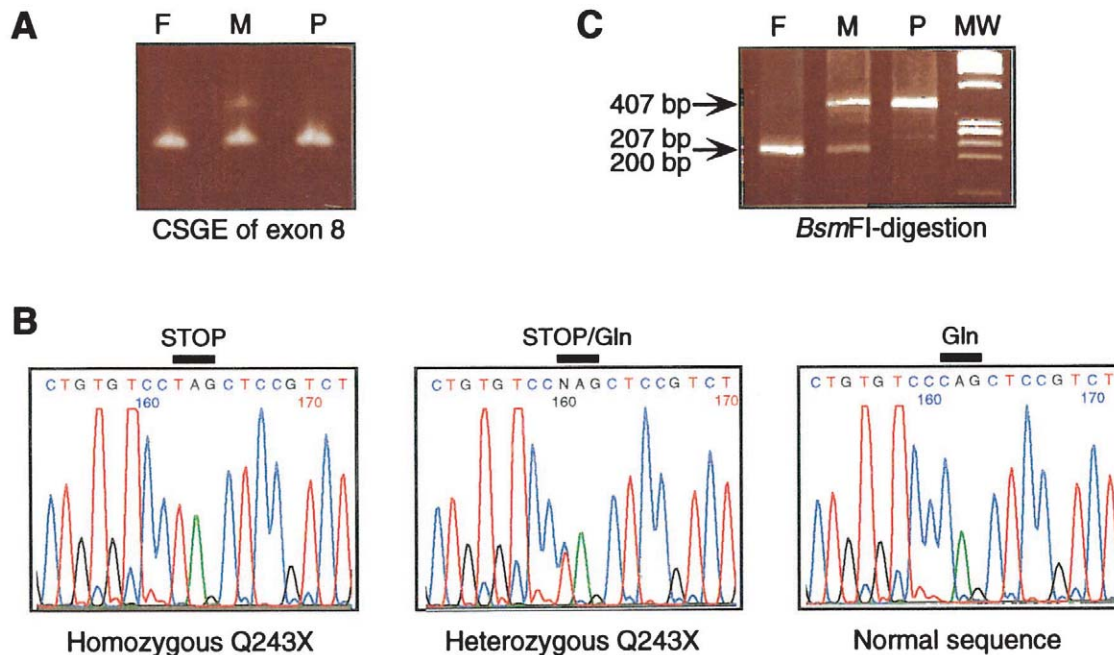 A
F M P
CSGE of exon 8
C
F M P MW
407 bp
207 bp
200 bp
BsmFI-digestion
B
STOP
CTGTGTCCTAGCTCCGTCT
160 170
Homozygous Q243X
STOP/Gln
CTGTGTCCNAGCTCCGTCT
160 170
Heterozygous Q243X
Gln
CTGTGTCCCAGCTCCGTCT
160 170
Normal sequence